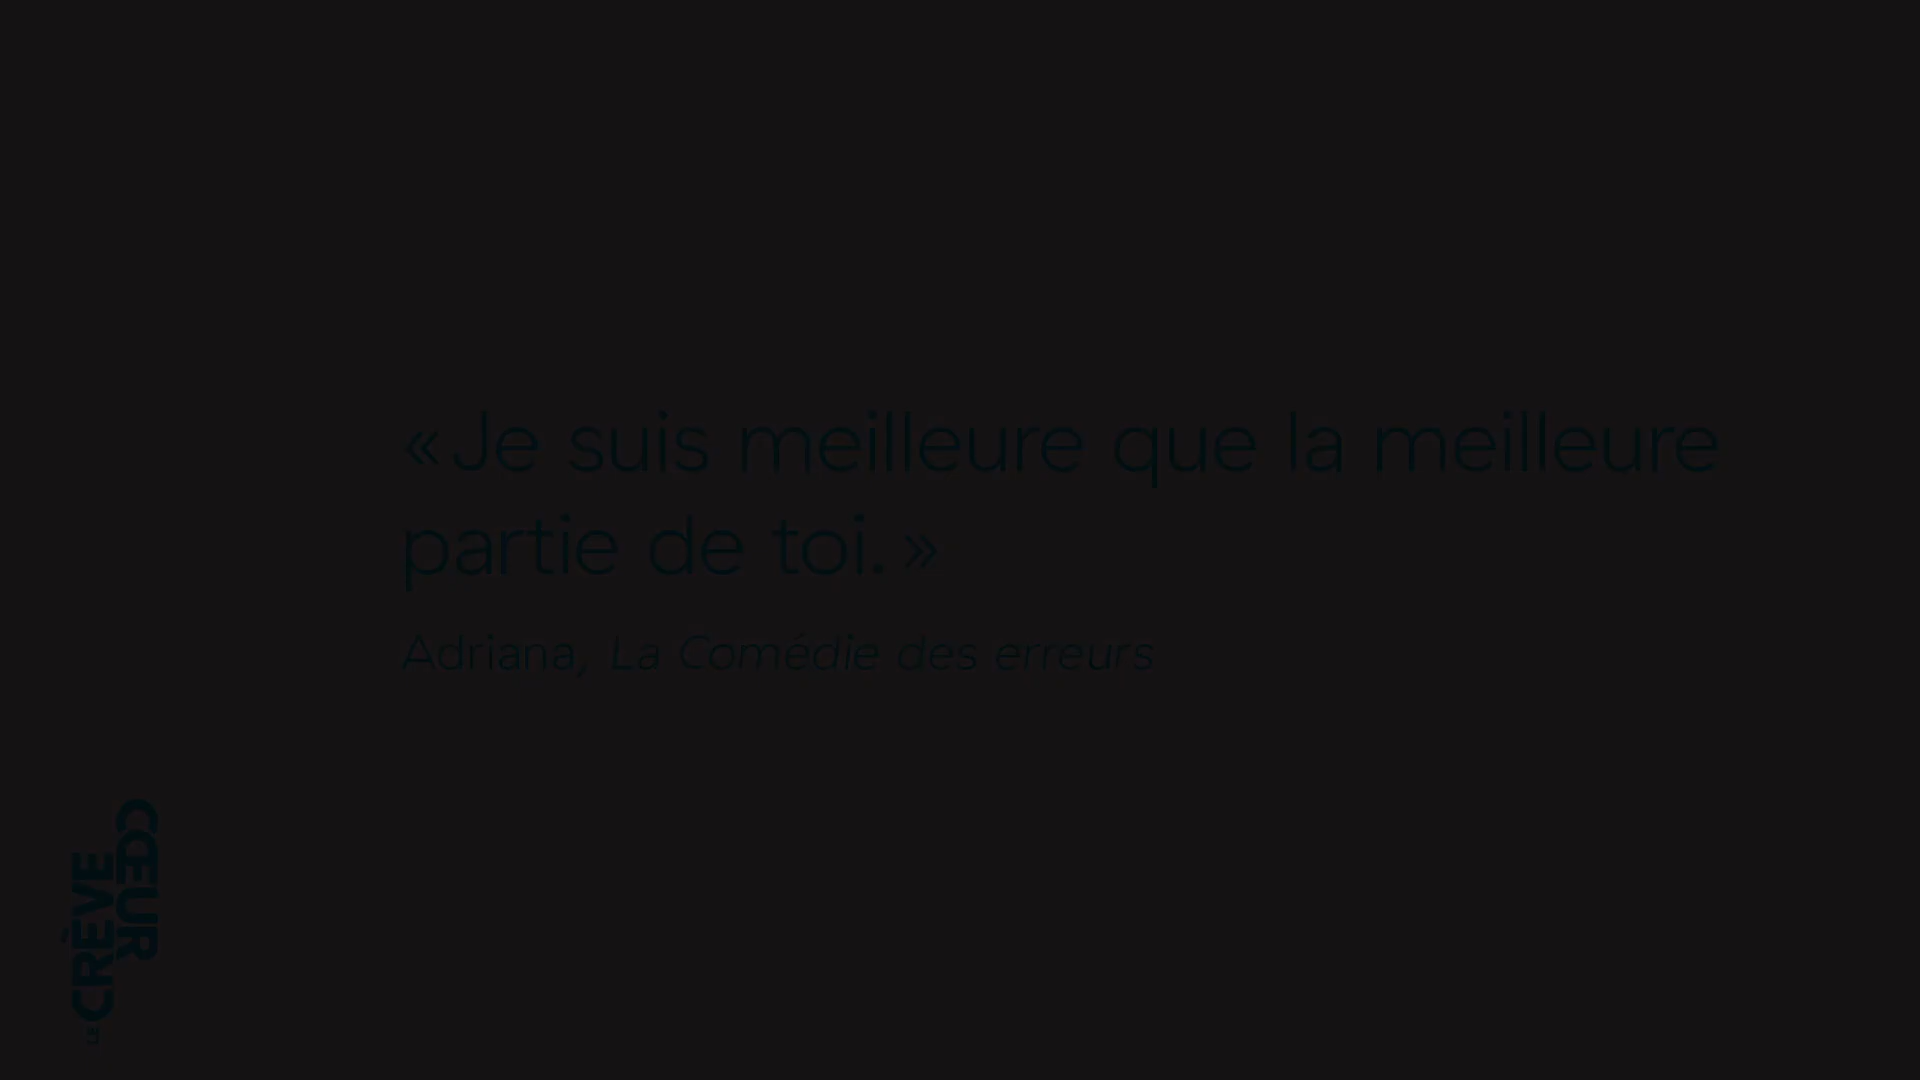 « Je suis meilleure que la meilleure
partie de toi. »
Adriana, La Comédie des erreurs
LE CRÈVE
CŒUR